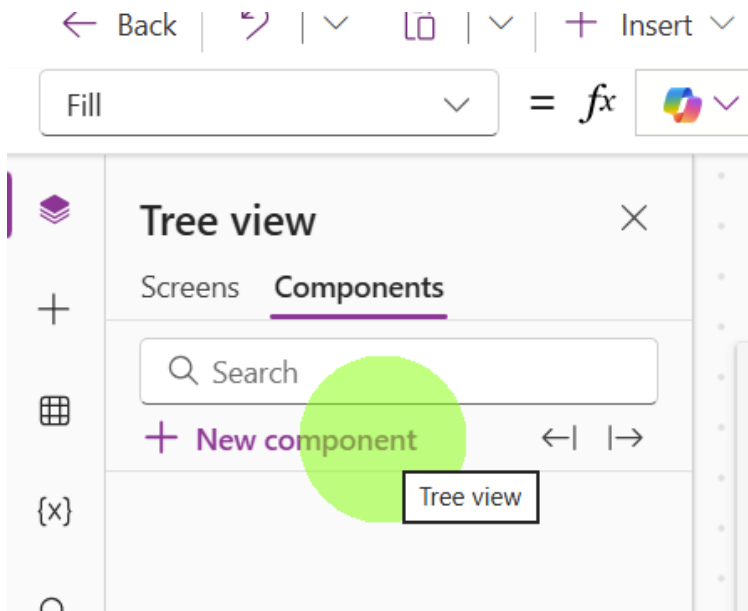 Back
Insert
Fill
= fx
Tree view
Screens Components
Search
+ New component
Tree view
{x}